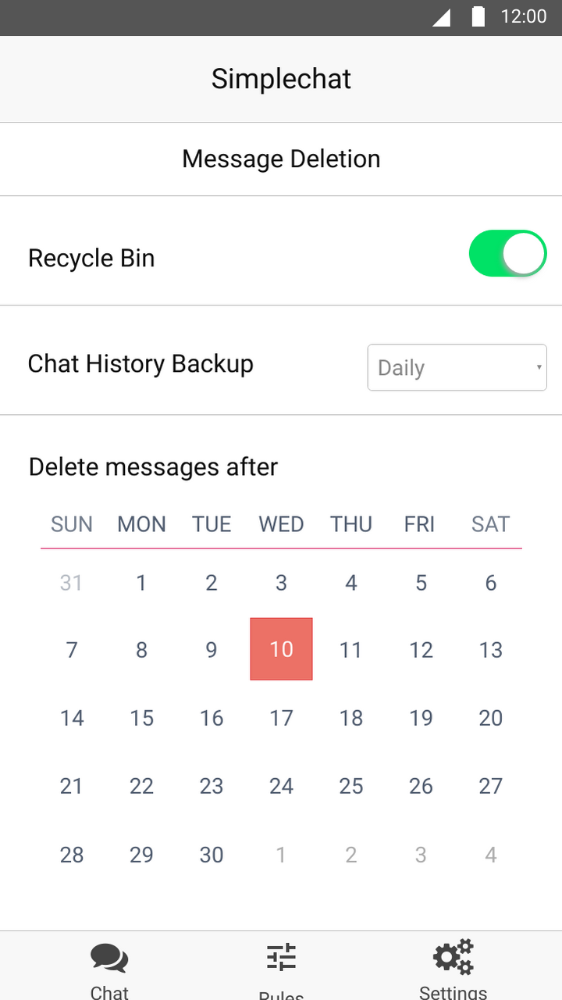 12:00
Simplechat
Message Deletion
Recycle Bin
Chat History Backup Daily
Delete messages after
SUN MON TUE WED THU FRI SAT
31 1 2 3 4 5 6
7 8 9 10 11 12 13
14 15 16 17 18 19 20
21 22 23 24 25 26 27
28 29 30 1 2 3 4
Chat Rules Settings